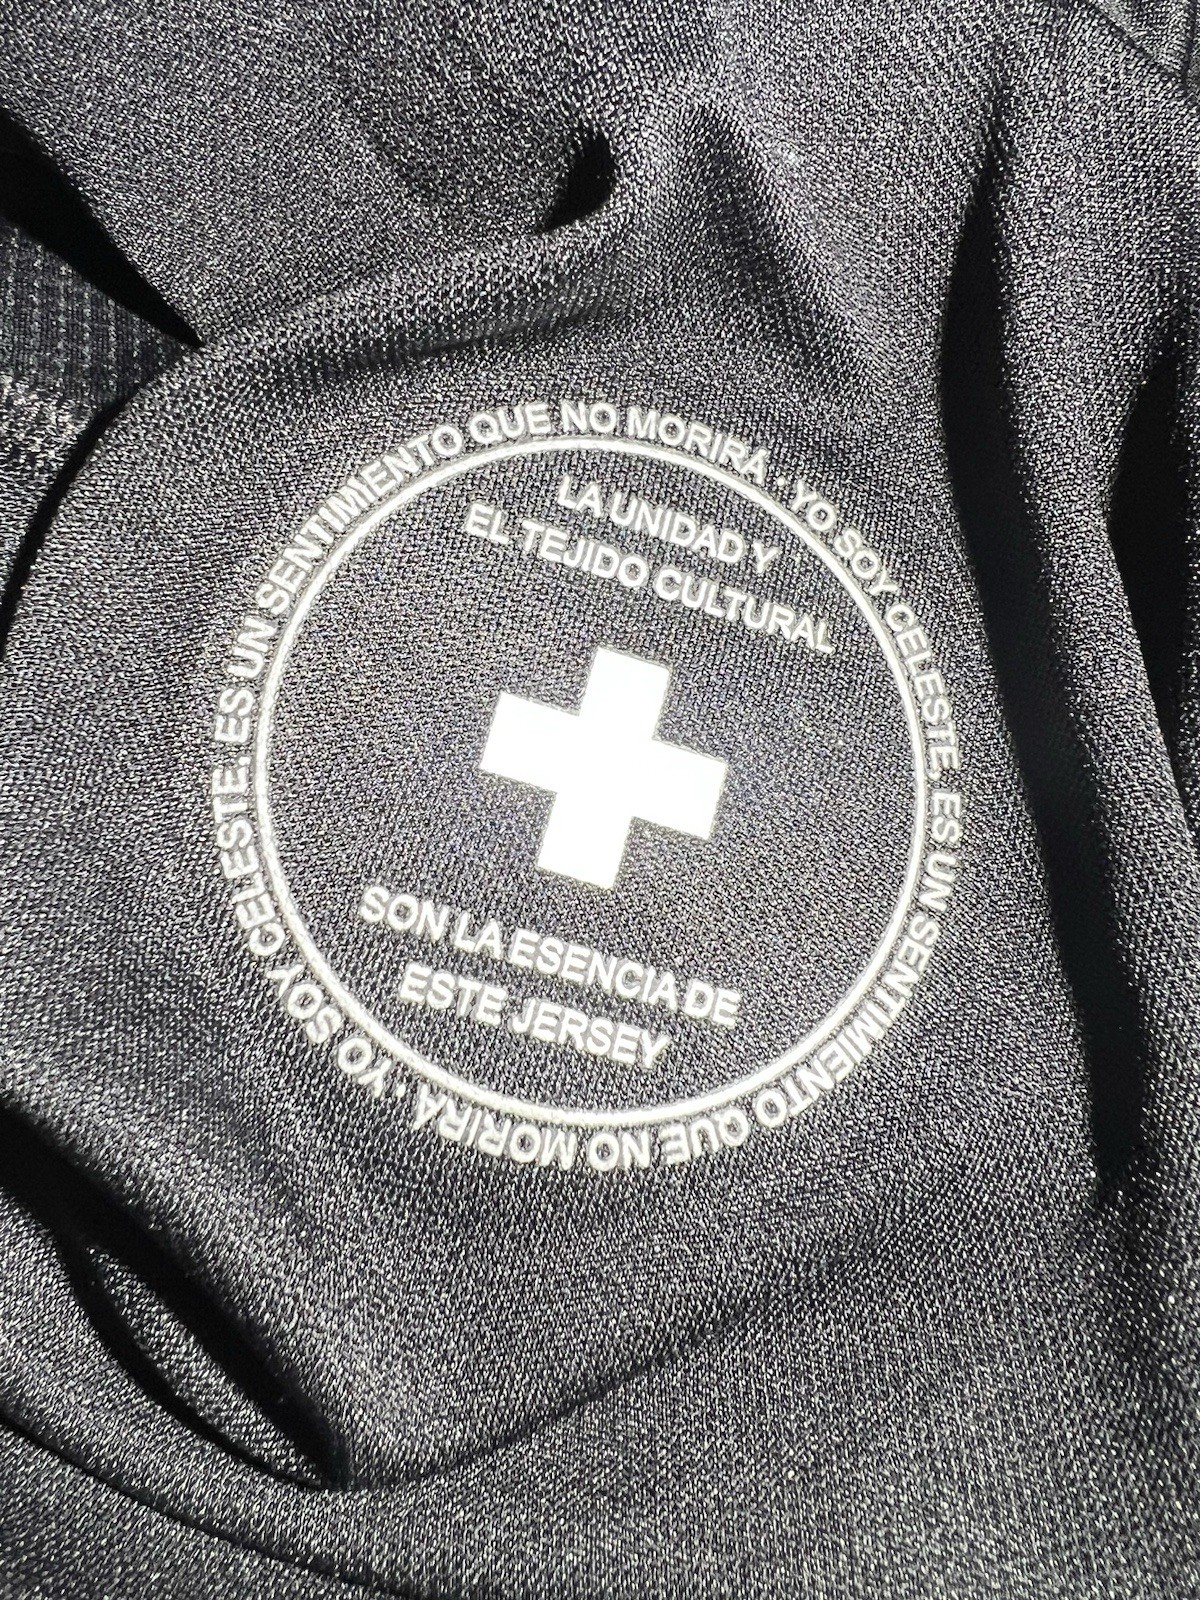 YO SOY CELESTE, ES UN SENTIMIENTO QUE NO MORIRÁ · YO SOY CELESTE, ES UN SENTIMIENTO QUE NO MORIRÁ ·
LA UNIDAD Y
EL TEJIDO CULTURAL
SON LA ESENCIA DE
ESTE JERSEY